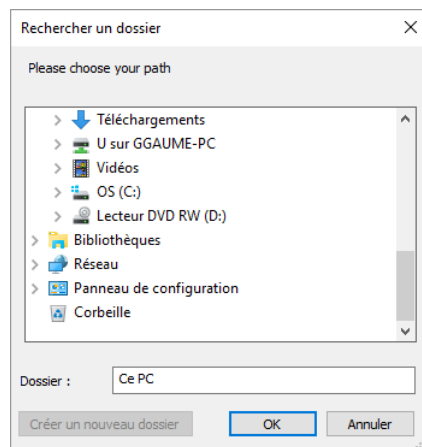 Rechercher un dossier
Please choose your path
Téléchargements
U sur GGAUME-PC
Vidéos
OS (C:)
Lecteur DVD RW (D:)
Bibliothèques
Réseau
Panneau de configuration
Corbeille
Dossier : Ce PC
Créer un nouveau dossier OK Annuler